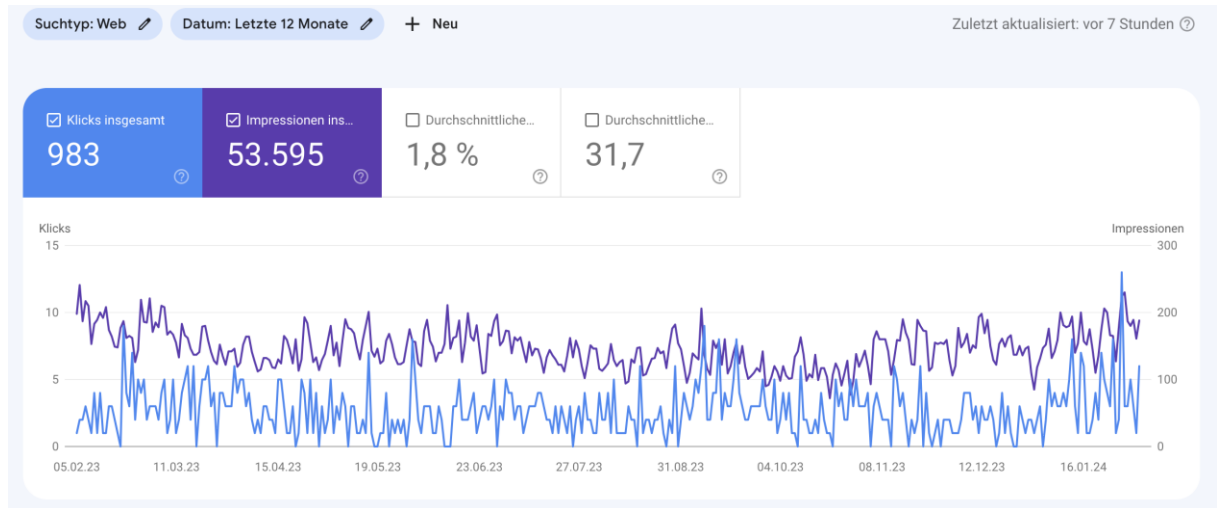 Suchtyp: Web Datum: Letzte 12 Monate + Neu Zuletzt aktualisiert: vor 7 Stunden
Klicks insgesamt Impressionen ins… Durchschnittliche… Durchschnittliche…
983 53.595 1,8 % 31,7
Klicks Impressionen
15 300
10 200
5 100
0 0
05.02.23 11.03.23 15.04.23 19.05.23 23.06.23 27.07.23 31.08.23 04.10.23 08.11.23 12.12.23 16.01.24